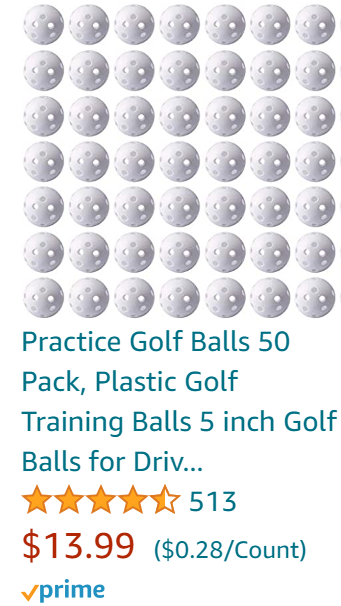 Practice Golf Balls 50
Pack, Plastic Golf
Training Balls 5 inch Golf
Balls for Driv...
513
$13.99 ($0.28/Count)
prime